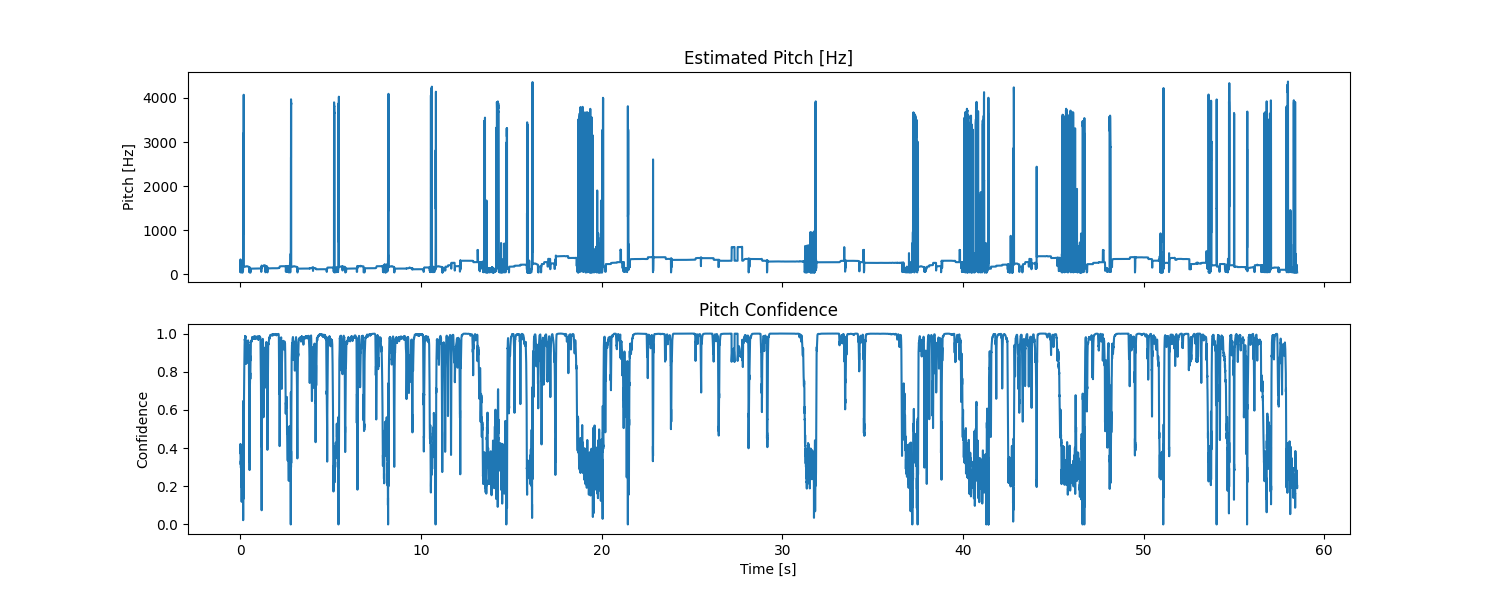 Estimated Pitch [Hz]
4000
3000
2000
1000
0
Pitch [Hz]
Pitch Confidence
1.0
0.8
0.6
0.4
0.2
0.0
Confidence
0 10 20 30 40 50 60
Time [s]